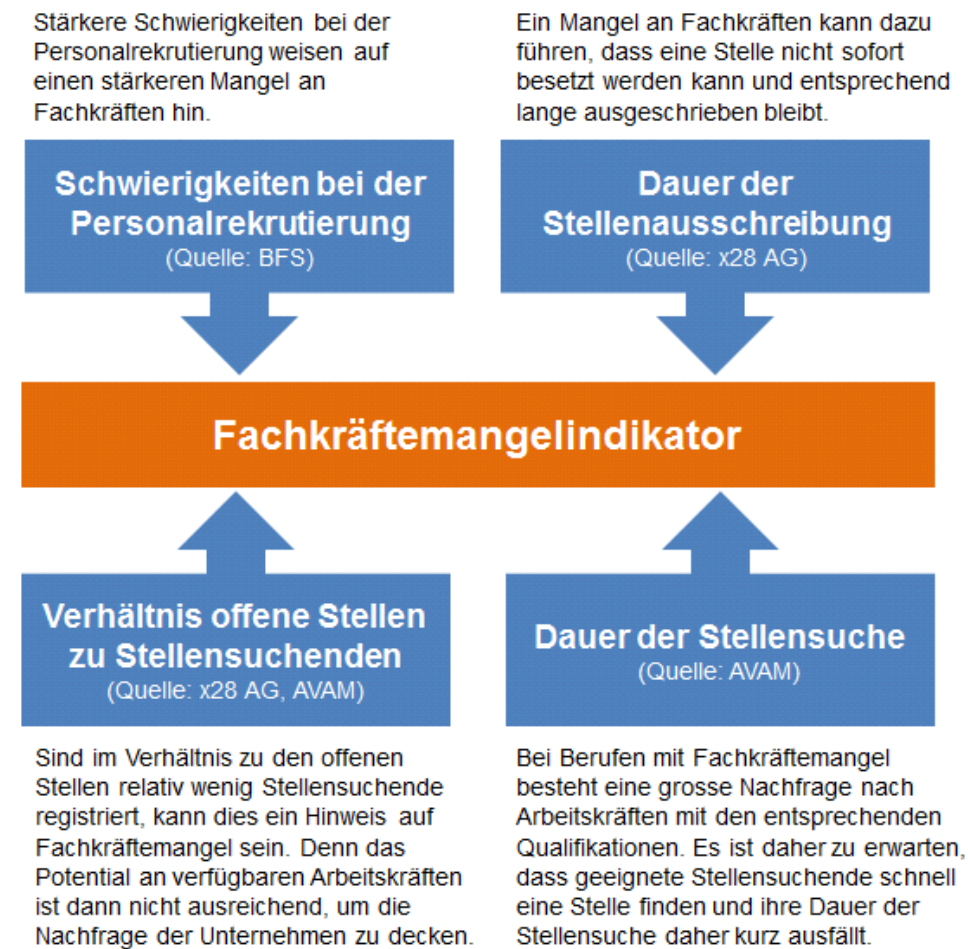 Stärkere Schwierigkeiten bei der
Personalrekrutierung weisen auf
einen stärkeren Mangel an
Fachkräften hin.
Ein Mangel an Fachkräften kann dazu
führen, dass eine Stelle nicht sofort
besetzt werden kann und entsprechend
lange ausgeschrieben bleibt.
Schwierigkeiten bei der
Personalrekrutierung
(Quelle: BFS)
Dauer der
Stellenausschreibung
(Quelle: x28 AG)
Fachkräftemangelindikator
Verhältnis offene Stellen
zu Stellensuchenden
(Quelle: x28 AG, AVAM)
Dauer der Stellensuche
(Quelle: AVAM)
Sind im Verhältnis zu den offenen
Stellen relativ wenig Stellensuchende
registriert, kann dies ein Hinweis auf
Fachkräftemangel sein. Denn das
Potential an verfügbaren Arbeitskräften
ist dann nicht ausreichend, um die
Nachfrage der Unternehmen zu decken.
Bei Berufen mit Fachkräftemangel
besteht eine grosse Nachfrage nach
Arbeitskräften mit den entsprechenden
Qualifikationen. Es ist daher zu erwarten,
dass geeignete Stellensuchende schnell
eine Stelle finden und ihre Dauer der
Stellensuche daher kurz ausfällt.